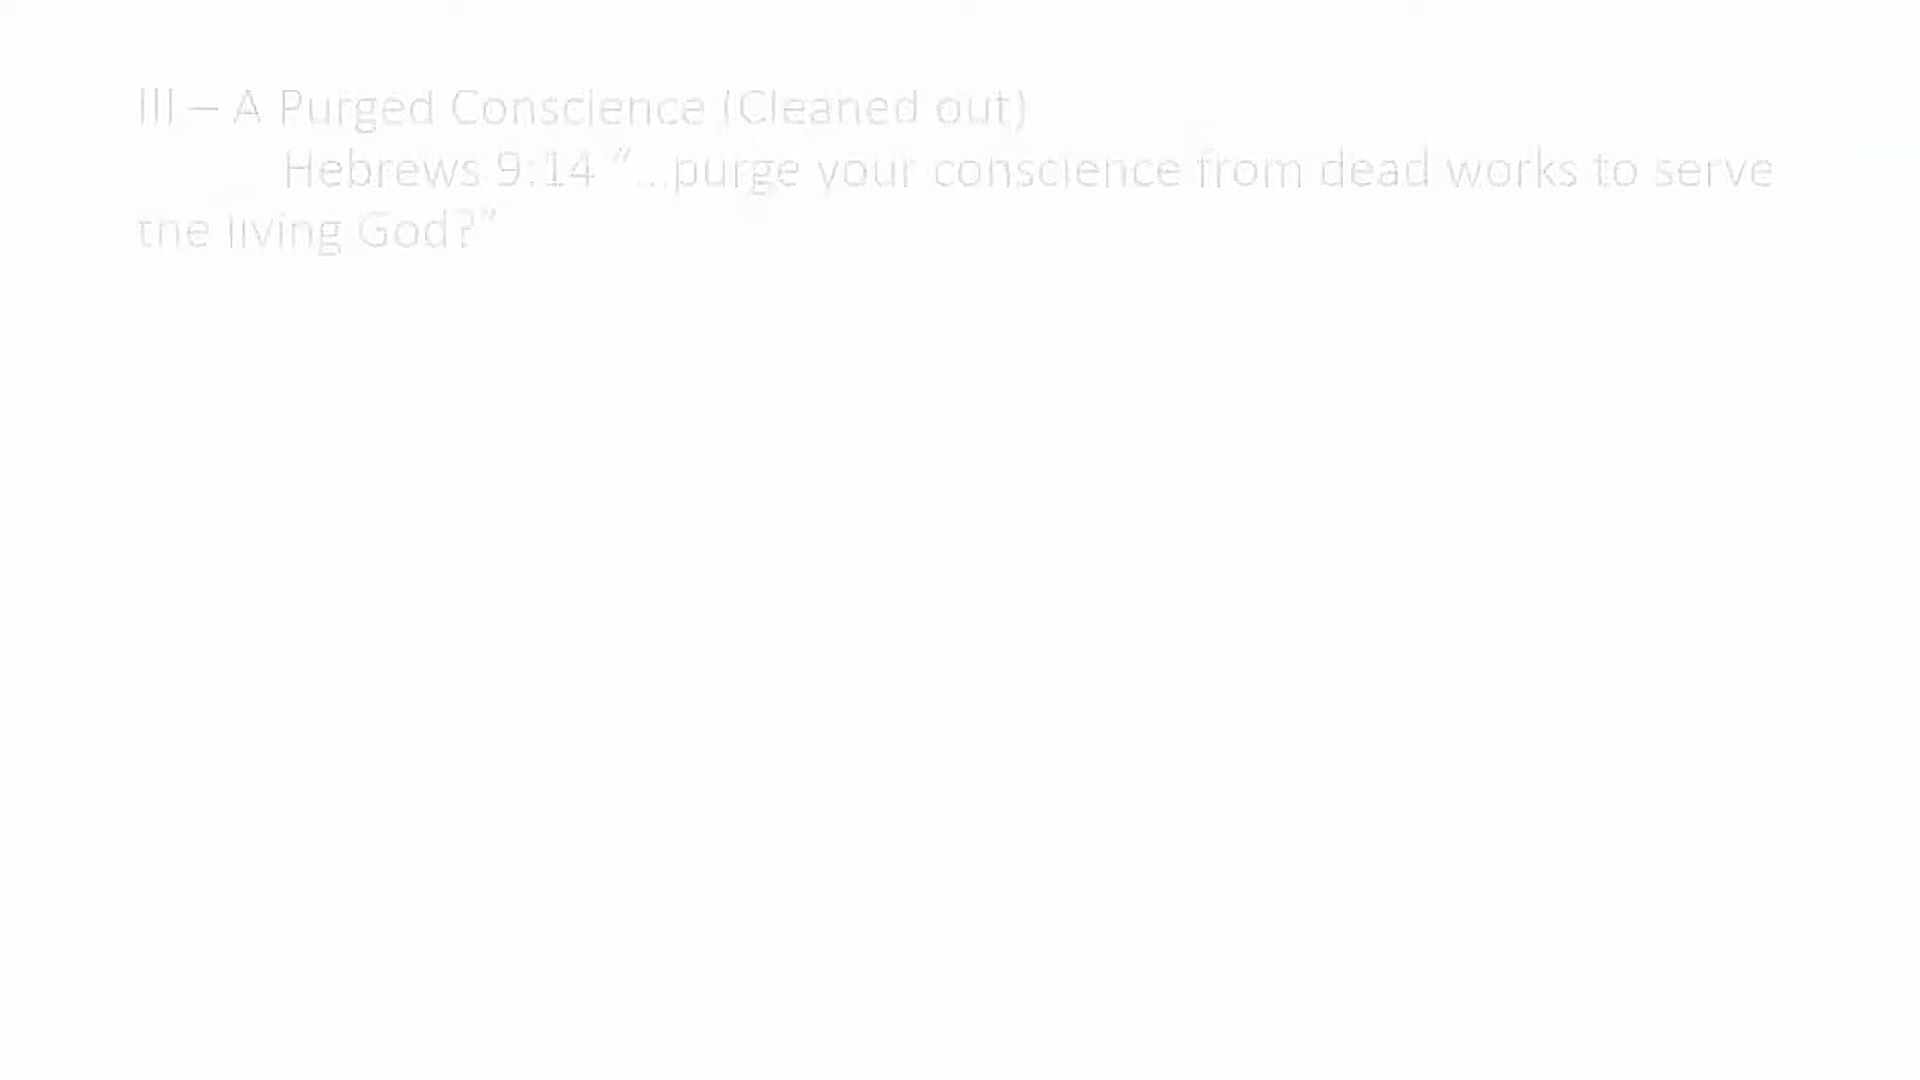 III – A Purged Conscience (Cleaned out)
Hebrews 9:14 “…purge your conscience from dead works to serve
the living God?”